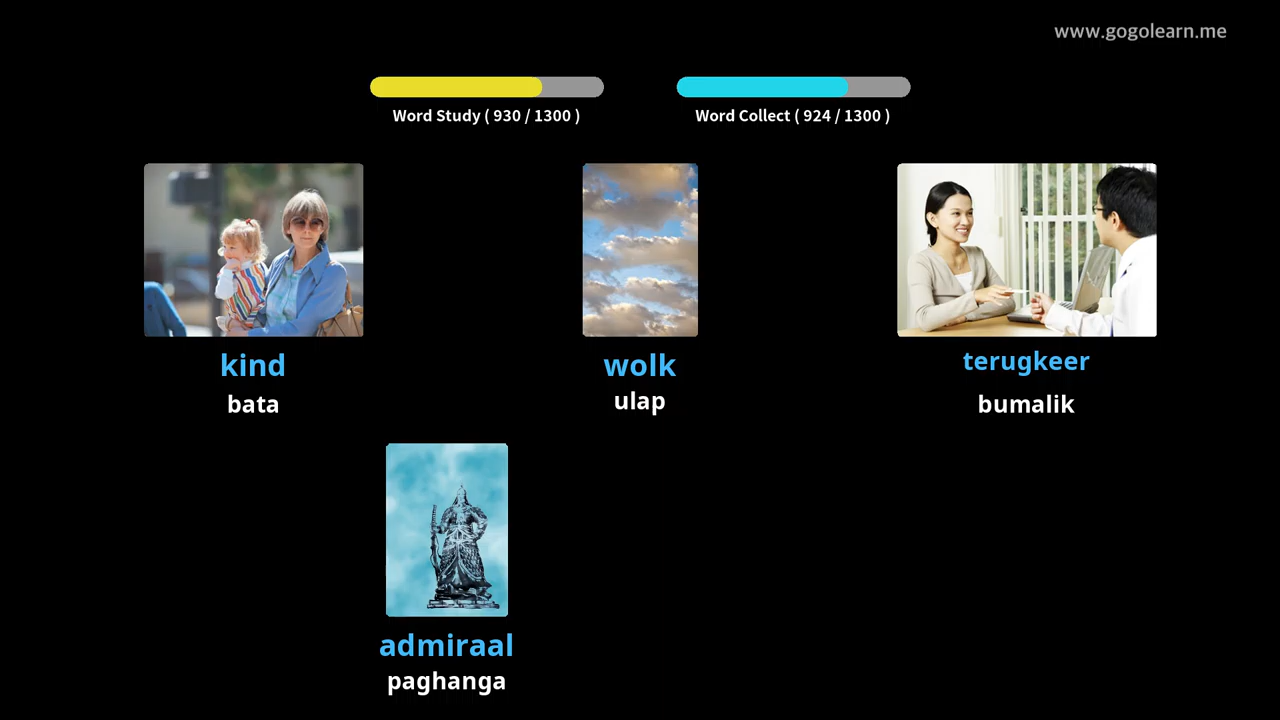 www.gogolearn.me
Word Study ( 930 / 1300 )
Word Collect ( 924 / 1300 )
kind
bata
wolk
ulap
terugkeer
bumalik
admiraal
paghanga